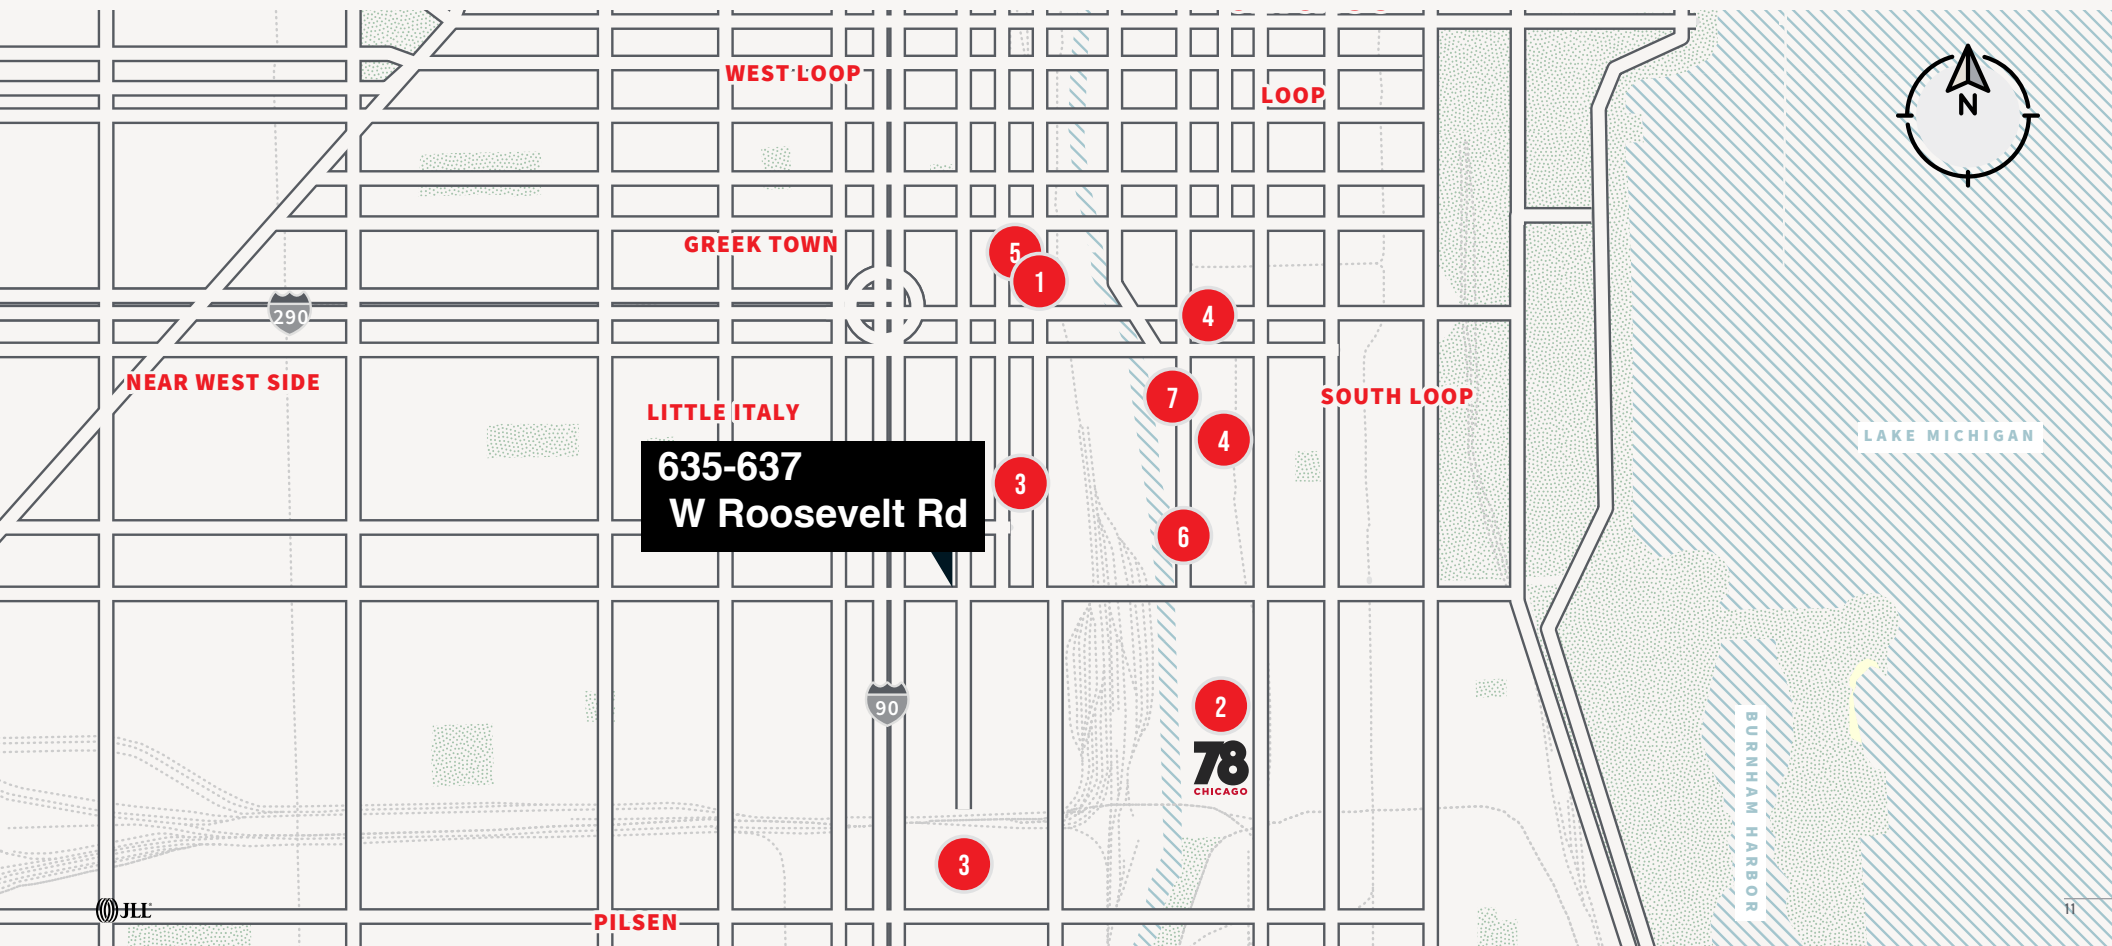 WEST LOOP
LOOP
N
GREEK TOWN
5
1
4
290
NEAR WEST SIDE
7
SOUTH LOOP
LITTLE ITALY
4
LAKE MICHIGAN
635-637
W Roosevelt Rd
3
6
90
2
78
CHICAGO
BURNHAM HARBOR
3
JLL
PILSEN
11